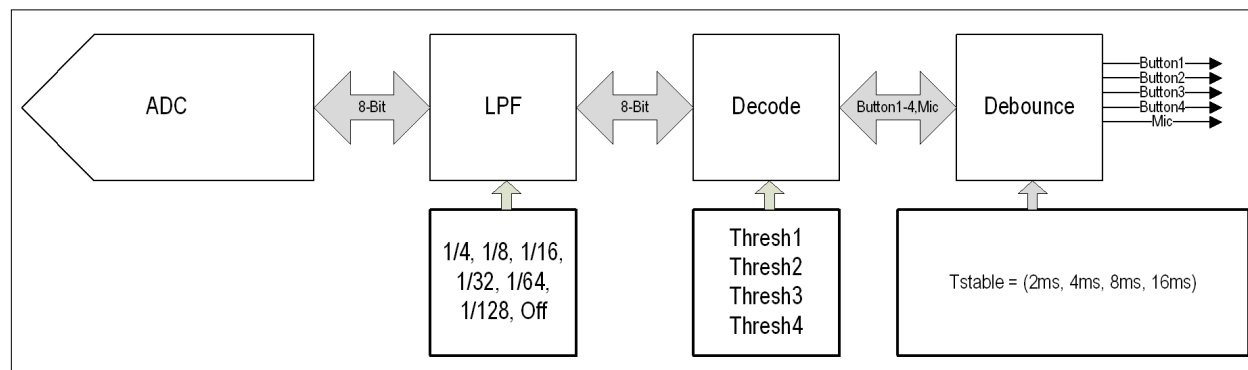 ADC
8-Bit
LPF
8-Bit
Decode
Button1-4,Mic
Debounce
Button1
Button2
Button3
Button4
Mic
1/4, 1/8, 1/16,
1/32, 1/64,
1/128, Off
Thresh1
Thresh2
Thresh3
Thresh4
Tstable = (2ms, 4ms, 8ms, 16ms)